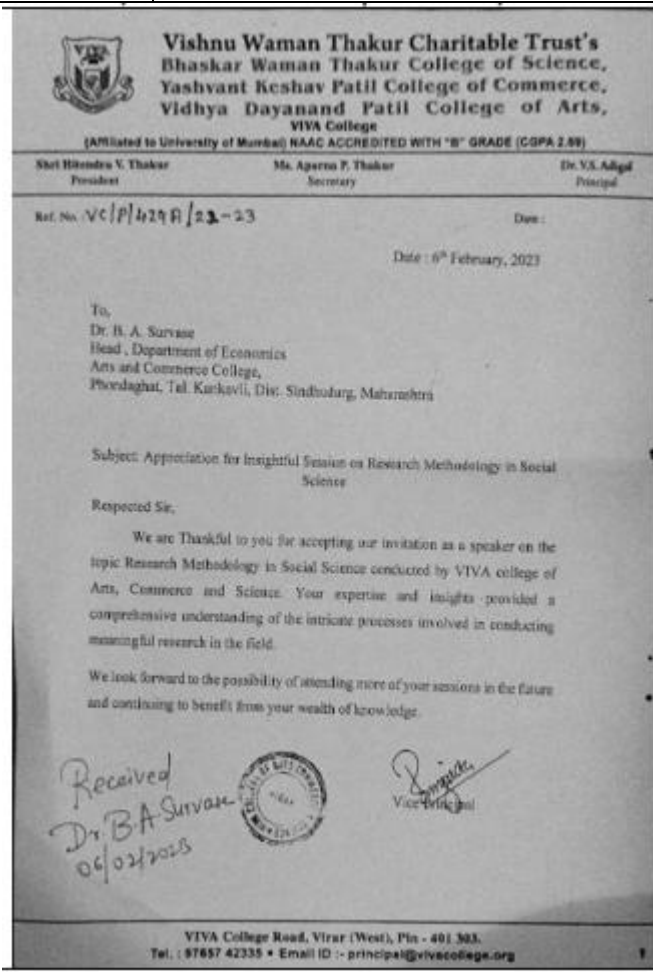 VIVA
Vishnu Waman Thakur Charitable Trust's
Bhaskar Waman Thakur College of Science,
Yashvant Keshav Patil College of Commerce,
Vidhya Dayanand Patil College of Arts,
VIVA College
(Affiliated to University of Mumbai) NAAC ACCREDITED WITH "B" GRADE (CGPA 2.69)
Shri Hitendra V. Thakur Ms. Aparna P. Thakur Dr. V.S. Adigal
President Secretary Principal
Ref. No. VC/P/429A/22-23 Date :
Date : 6th February, 2023
To,
Dr. B. A. Survase
Head , Department of Economics
Arts and Commerce College,
Phondaghat, Tal. Kankavli, Dist. Sindhudurg, Maharashtra
Subject: Appreciation for Insightful Session on Research Methodology in Social
Science
Respected Sir,
We are Thankful to you for accepting our invitation as a speaker on the
topic Research Methodology in Social Science conducted by VIVA college of
Arts, Commerce and Science. Your expertise and insights provided a
comprehensive understanding of the intricate processes involved in conducting
meaningful research in the field.
We look forward to the possibility of attending more of your sessions in the future
and continuing to benefit from your wealth of knowledge.
Received
Dr. B.A Survase
06/02/2023
Vice Principal
VIVA College Road, Virar (West), Pin - 401 303.
Tel. : 97657 42335 • Email ID :- principal@vivacollege.org